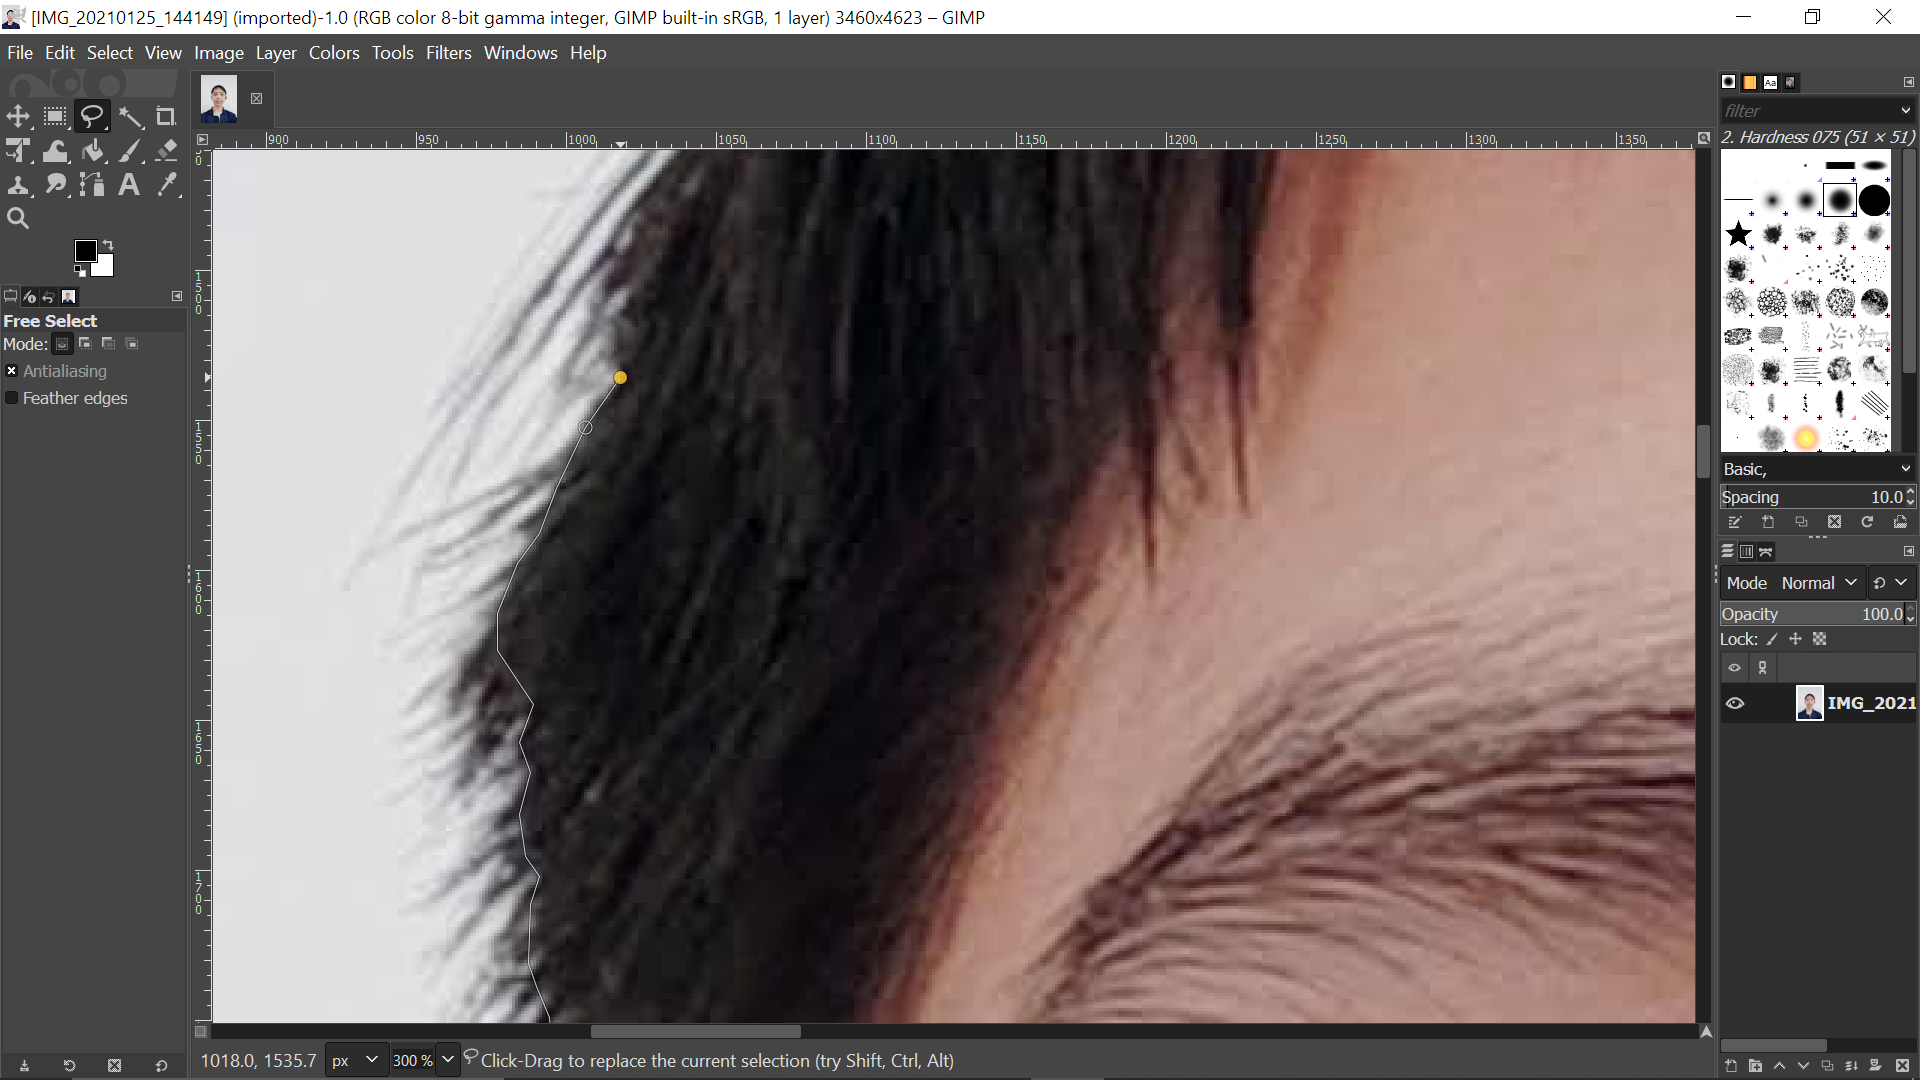 [IMG_20210125_144149] (imported)-1.0 (RGB color 8-bit gamma integer, GIMP built-in sRGB, 1 layer) 3460x4623 – GIMP
File Edit Select View Image Layer Colors Tools Filters Windows Help
filter
900 950 1000 1050 1100 1150 1200 1250 1300 1350
2. Hardness 075 (51 × 51)
1500
Free Select
Mode:
Antialiasing
Feather edges
1550
Basic,
Spacing 10.0
1600
Mode Normal
Opacity 100.0
Lock:
IMG_2021
1650
1700
1018.0, 1535.7 px 300 % Click-Drag to replace the current selection (try Shift, Ctrl, Alt)